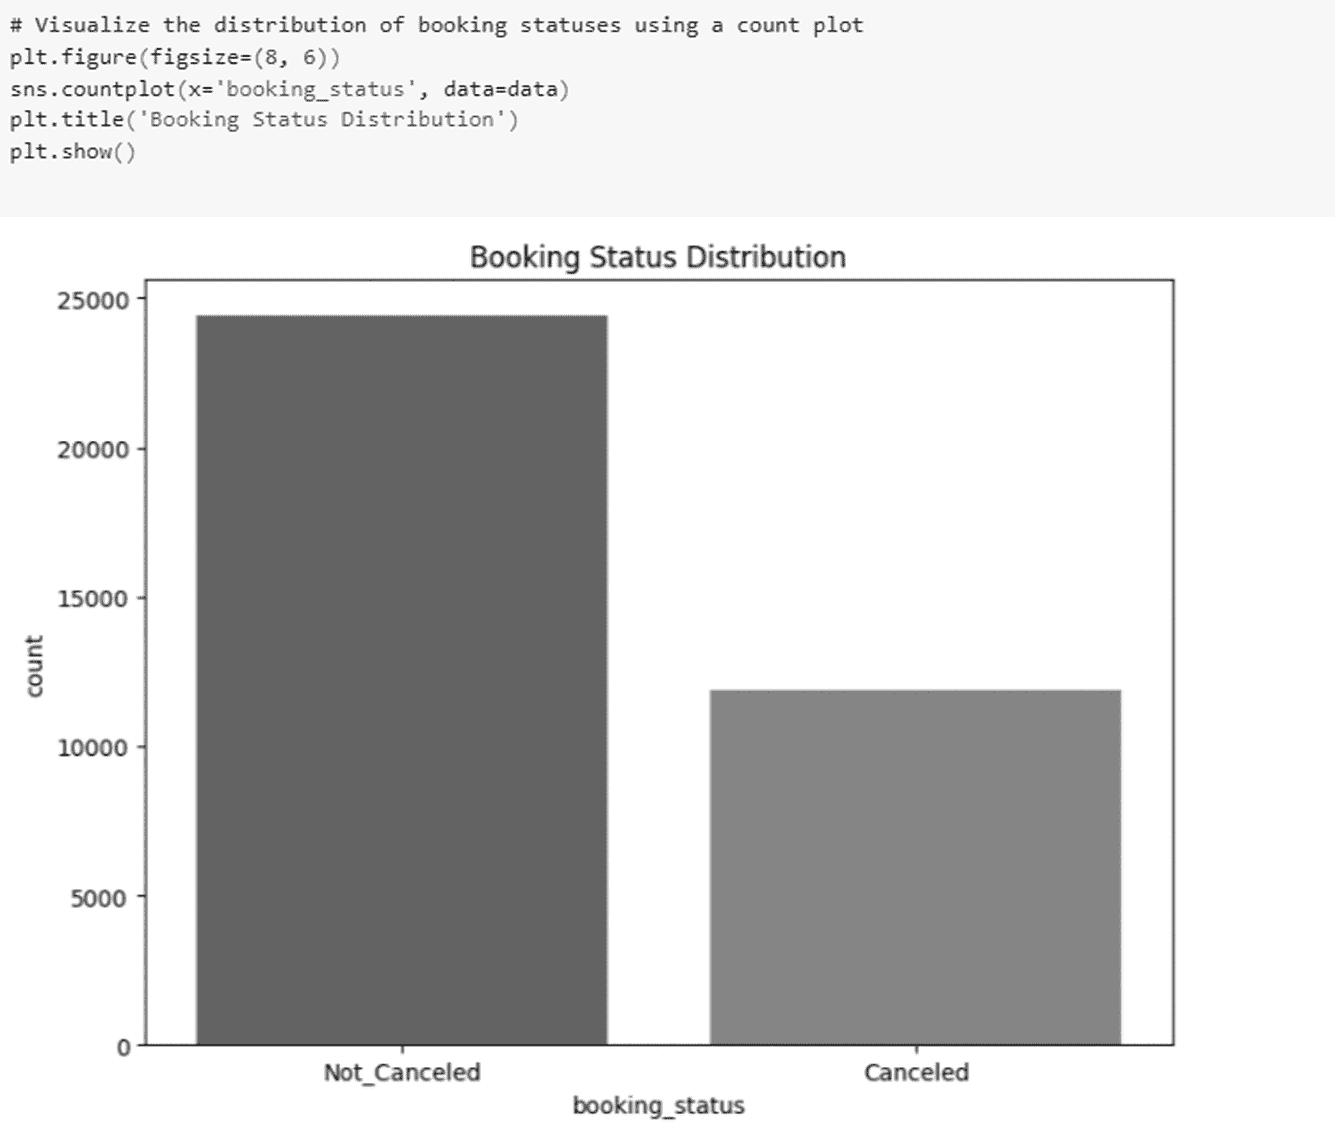 # Visualize the distribution of booking statuses using a count plot
plt.figure(figsize=(8, 6))
sns.countplot(x='booking_status', data=data)
plt.title('Booking Status Distribution')
plt.show()
Booking Status Distribution
25000
20000
15000
10000
5000
0
count
Not_Canceled
Canceled
booking_status